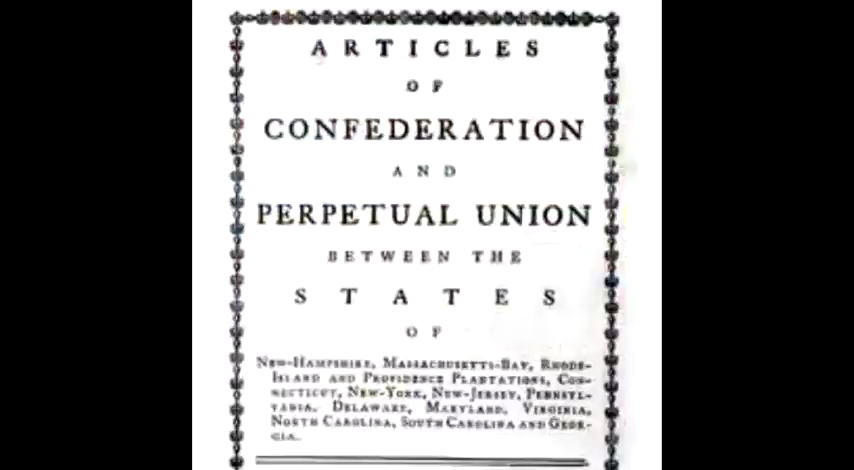 ARTICLES
OF
CONFEDERATION
AND
PERPETUAL UNION
BETWEEN THE
STATES
OF
NEW-HAMPSHIRE, MASSACHUSETTS-BAY, RHODE-
ISLAND AND PROVIDENCE PLANTATIONS, CON-
NECTICUT, NEW-YORK, NEW-JERSEY, PENNSYL-
VANIA, DELAWARE, MARYLAND, VIRGINIA,
NORTH CAROLINA, SOUTH CAROLINA AND GEOR-
GIA.